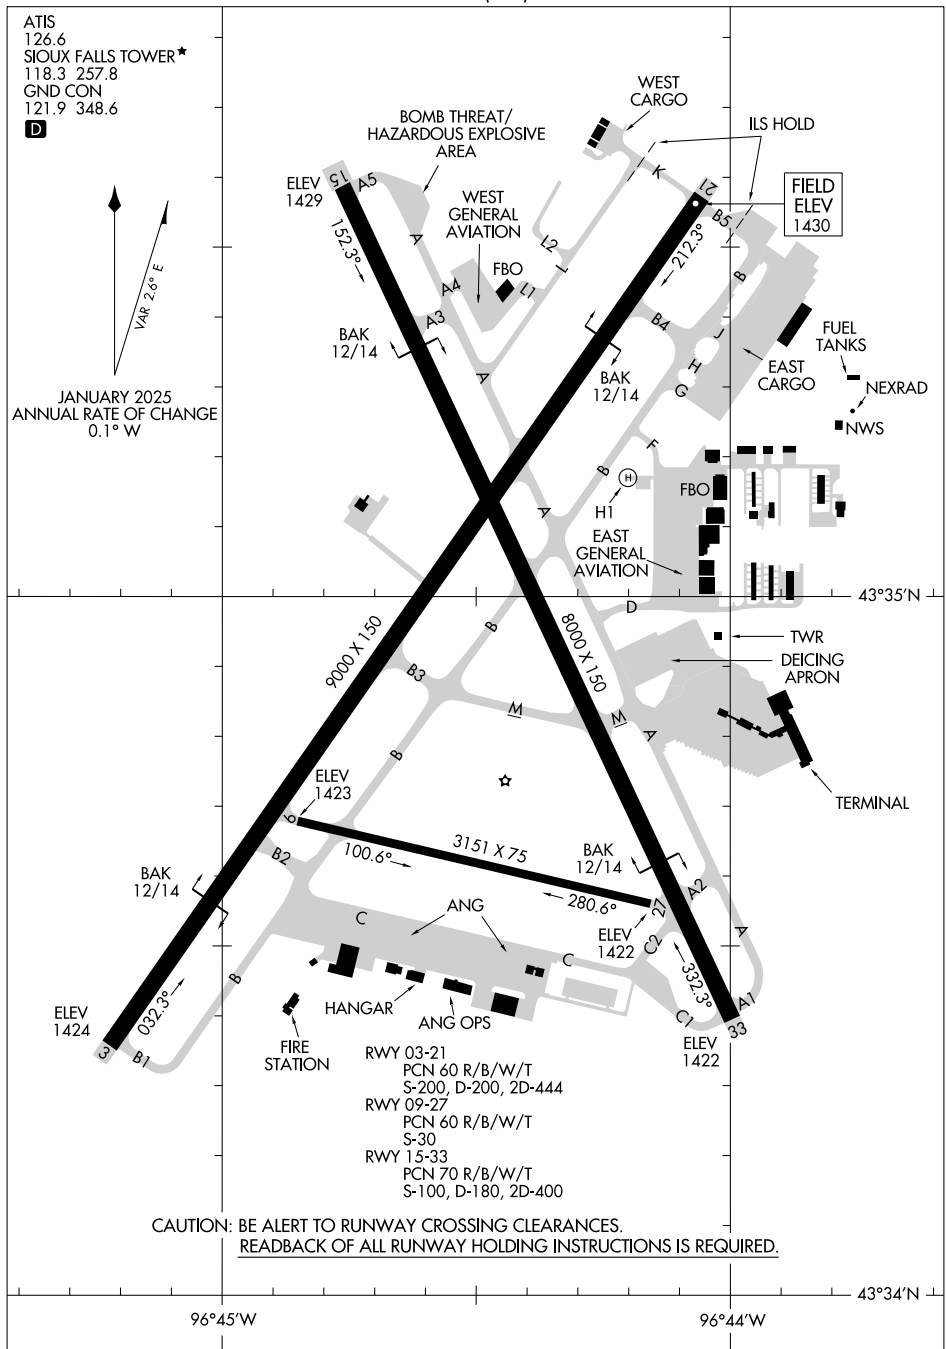 ATIS
126.6
SIOUX FALLS TOWER★
118.3 257.8
GND CON
121.9 348.6
D
VAR 2.6° E
JANUARY 2025
ANNUAL RATE OF CHANGE
0.1° W
WEST
CARGO
BOMB THREAT/
HAZARDOUS EXPLOSIVE
AREA
ILS HOLD
ELEV
1429
15
A5
K
21
FIELD
ELEV
1430
WEST
GENERAL
AVIATION
B5
152.3°
A
L2
L
212.3°
FBO
L1
B
A4
A3
B4
BAK
12/14
J
FUEL
TANKS
BAK
12/14
H
EAST
CARGO
A
G
NEXRAD
NWS
F
B
H
FBO
H1
A
EAST
GENERAL
AVIATION
43°35'N
D
B
TWR
9000 X 150
8000 X 150
DEICING
APRON
B3
M
M
A
B
TERMINAL
ELEV
1423
9
3151 X 75
BAK
12/14
100.6°
B2
BAK
12/14
280.6°
27
A2
C
ANG
ELEV
1422
C2
A
C
B
332.3°
032.3°
A1
HANGAR
C1
33
ELEV
1424
ANG OPS
3
B1
FIRE
STATION
ELEV
1422
RWY 03-21
PCN 60 R/B/W/T
S-200, D-200, 2D-444
RWY 09-27
PCN 60 R/B/W/T
S-30
RWY 15-33
PCN 70 R/B/W/T
S-100, D-180, 2D-400
CAUTION: BE ALERT TO RUNWAY CROSSING CLEARANCES.
READBACK OF ALL RUNWAY HOLDING INSTRUCTIONS IS REQUIRED.
43°34'N
96°45'W
96°44'W